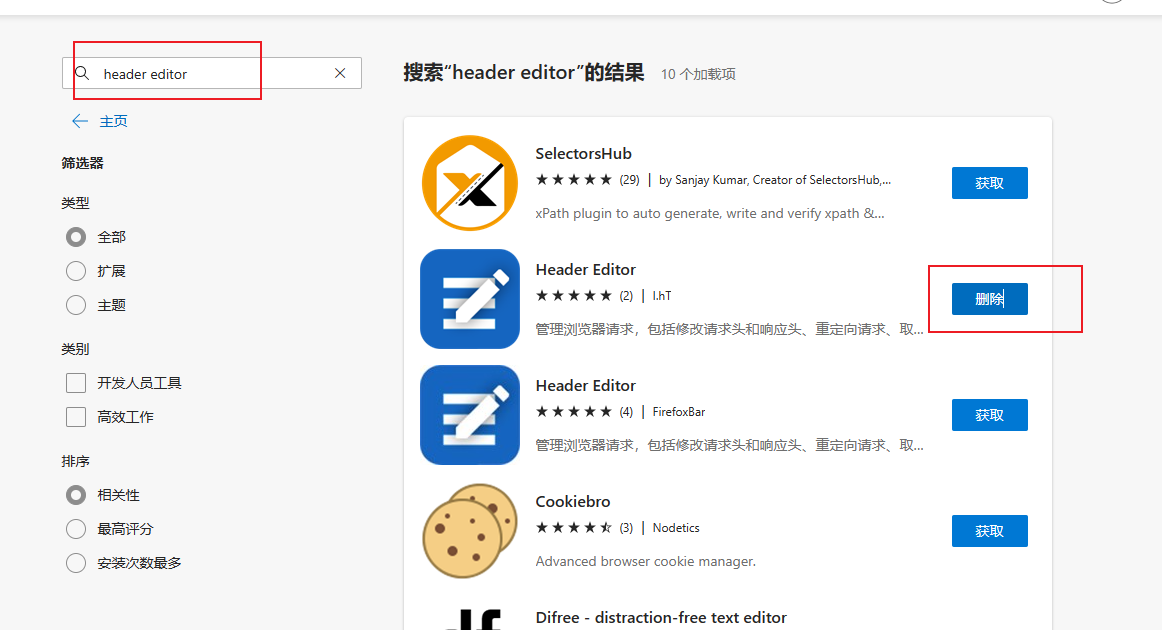 header editor
搜索“header editor”的结果 10 个加载项
主页
筛选器
类型
全部
扩展
主题
类别
开发人员工具
高效工作
排序
相关性
最高评分
安装次数最多
SelectorsHub
(29) | by Sanjay Kumar, Creator of SelectorsHub,...
xPath plugin to auto generate, write and verify xpath &...
获取
Header Editor
(2) | l.hT
管理浏览器请求，包括修改请求头和响应头、重定向请求、取...
删除
Header Editor
(4) | FirefoxBar
管理浏览器请求，包括修改请求头和响应头、重定向请求、取...
获取
Cookiebro
(3) | Nodetics
Advanced browser cookie manager.
获取
Difree - distraction-free text editor